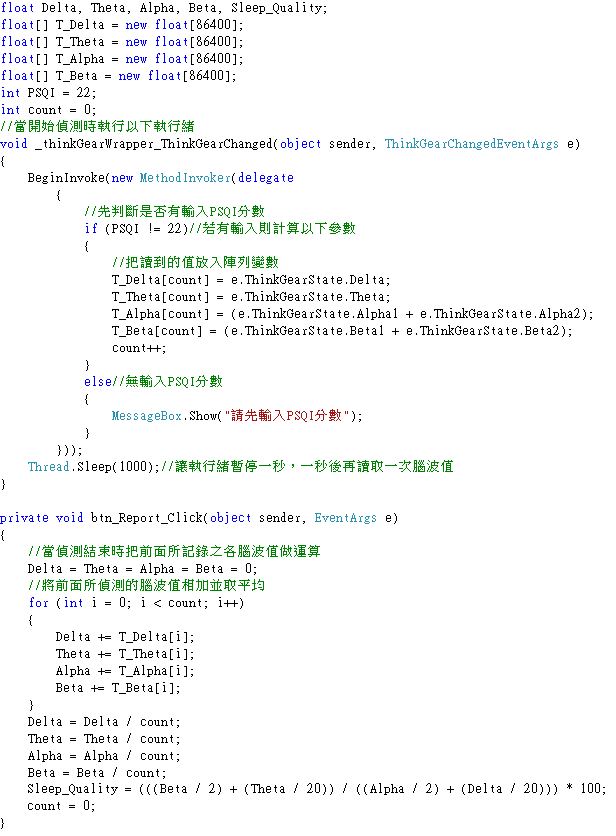 float Delta, Theta, Alpha, Beta, Sleep_Quality;
float[] T_Delta = new float[86400];
float[] T_Theta = new float[86400];
float[] T_Alpha = new float[86400];
float[] T_Beta = new float[86400];
int PSQI = 22;
int count = 0;
//當開始偵測時執行以下執行緒
void _thinkGearWrapper_ThinkGearChanged(object sender, ThinkGearChangedEventArgs e)
{
    BeginInvoke(new MethodInvoker(delegate
        {
            //先判斷是否有輸入PSQI分數
            if (PSQI != 22)//若有輸入則計算以下參數
            {
                //把讀到的值放入陣列變數
                T_Delta[count] = e.ThinkGearState.Delta;
                T_Theta[count] = e.ThinkGearState.Theta;
                T_Alpha[count] = (e.ThinkGearState.Alpha1 + e.ThinkGearState.Alpha2);
                T_Beta[count] = (e.ThinkGearState.Beta1 + e.ThinkGearState.Beta2);
                count++;
            }
            else//無輸入PSQI分數
            {
                MessageBox.Show("請先輸入PSQI分數");
            }
        }));
    Thread.Sleep(1000);//讓執行緒暫停一秒，一秒後再讀取一次腦波值
}

private void btn_Report_Click(object sender, EventArgs e)
{
    //當偵測結束時把前面所記錄之各腦波值做運算
    Delta = Theta = Alpha = Beta = 0;
    //將前面所偵測的腦波值相加並取平均
    for (int i = 0; i < count; i++)
    {
        Delta += T_Delta[i];
        Theta += T_Theta[i];
        Alpha += T_Alpha[i];
        Beta += T_Beta[i];
    }
    Delta = Delta / count;
    Theta = Theta / count;
    Alpha = Alpha / count;
    Beta = Beta / count;
    Sleep_Quality = (((Beta / 2) + (Theta / 20)) / ((Alpha / 2) + (Delta / 20))) * 100;
    count = 0;
}